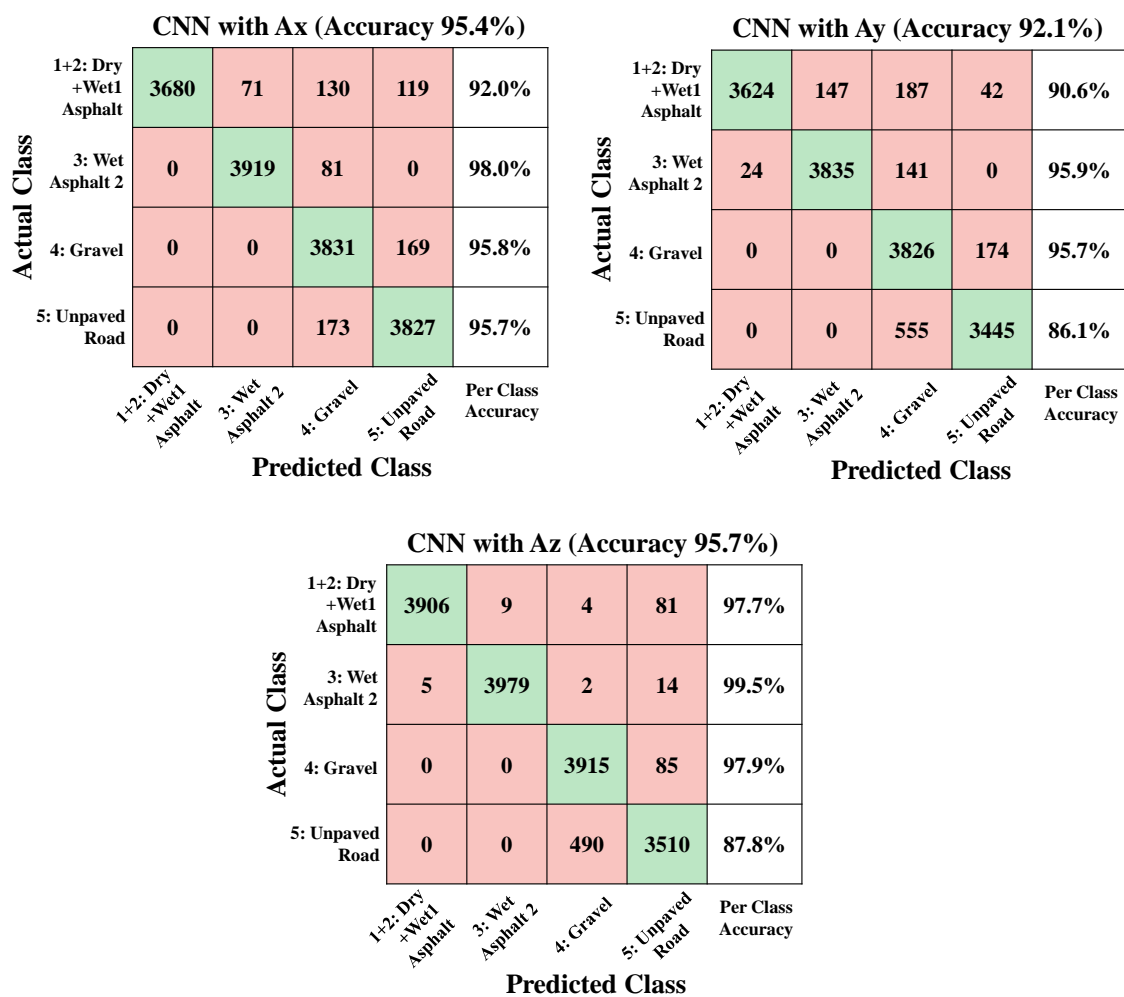 CNN with Ax (Accuracy 95.4%)
Actual Class
1+2: Dry
+Wet1
Asphalt
3680 71 130 119 92.0%
3: Wet
Asphalt 2
0 3919 81 0 98.0%
4: Gravel
0 0 3831 169 95.8%
5: Unpaved
Road
0 0 173 3827 95.7%
1+2: Dry
+Wet1
Asphalt
3: Wet
Asphalt 2
4: Gravel
5: Unpaved
Road
Per Class
Accuracy
Predicted Class
CNN with Ay (Accuracy 92.1%)
Actual Class
1+2: Dry
+Wet1
Asphalt
3624 147 187 42 90.6%
3: Wet
Asphalt 2
24 3835 141 0 95.9%
4: Gravel
0 0 3826 174 95.7%
5: Unpaved
Road
0 0 555 3445 86.1%
1+2: Dry
+Wet1
Asphalt
3: Wet
Asphalt 2
4: Gravel
5: Unpaved
Road
Per Class
Accuracy
Predicted Class
CNN with Az (Accuracy 95.7%)
Actual Class
1+2: Dry
+Wet1
Asphalt
3906 9 4 81 97.7%
3: Wet
Asphalt 2
5 3979 2 14 99.5%
4: Gravel
0 0 3915 85 97.9%
5: Unpaved
Road
0 0 490 3510 87.8%
1+2: Dry
+Wet1
Asphalt
3: Wet
Asphalt 2
4: Gravel
5: Unpaved
Road
Per Class
Accuracy
Predicted Class